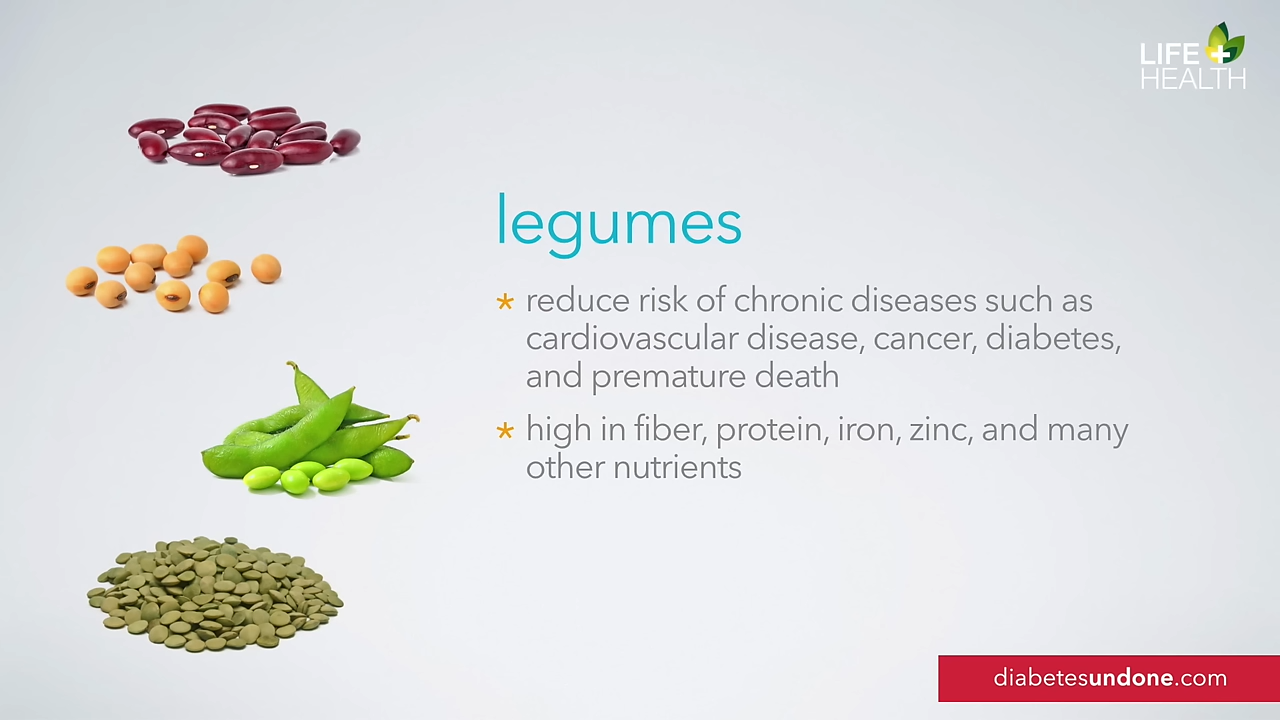 LIFE +
HEALTH
legumes
* reduce risk of chronic diseases such as
cardiovascular disease, cancer, diabetes,
and premature death
* high in fiber, protein, iron, zinc, and many
other nutrients
diabetesundone.com